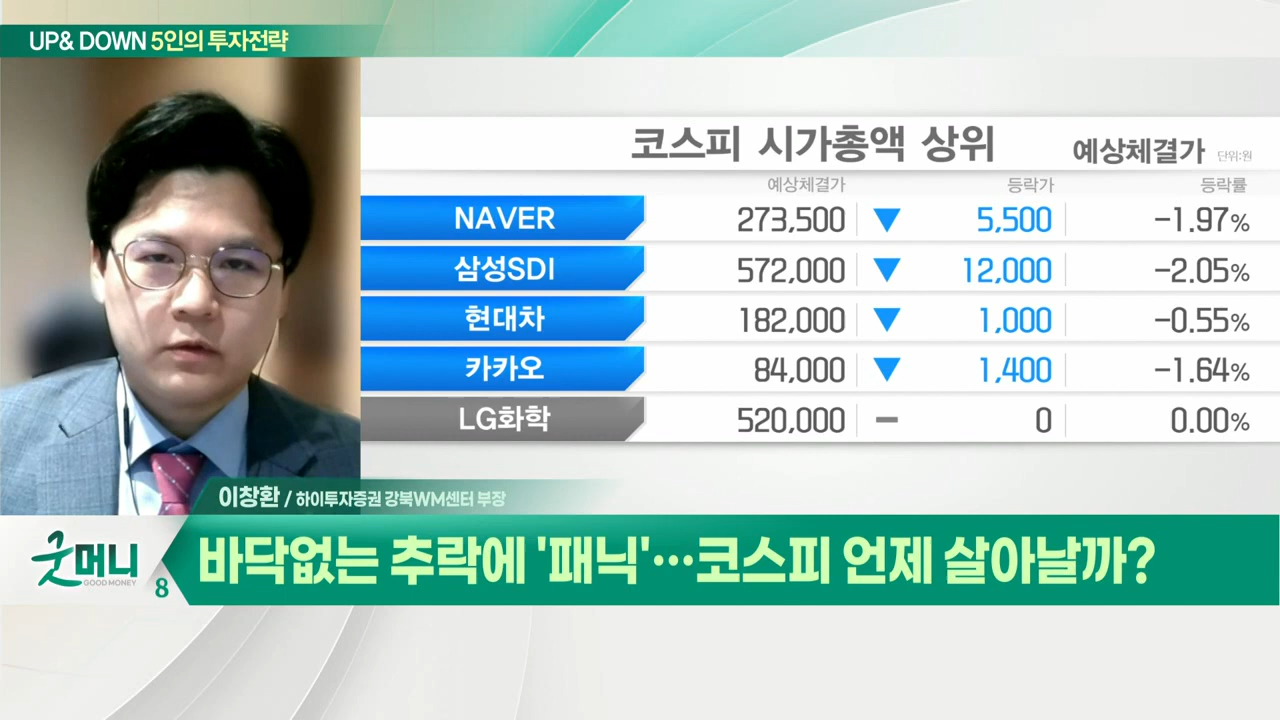 UP& DOWN 5인의 투자전략
코스피 시가총액 상위 예상체결가 단위:원
예상체결가 등락가 등락률
NAVER 273,500 ▼ 5,500 -1.97%
삼성SDI 572,000 ▼ 12,000 -2.05%
현대차 182,000 ▼ 1,000 -0.55%
카카오 84,000 ▼ 1,400 -1.64%
LG화학 520,000 - 0 0.00%
이창환 / 하이투자증권 강북WM센터 부장
굿머니
GOOD MONEY
8
바닥없는 추락에 '패닉'…코스피 언제 살아날까?